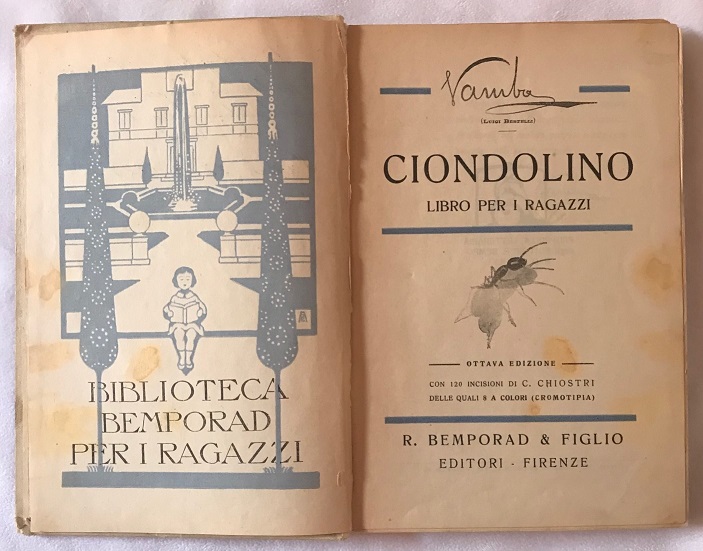 BIBLIOTECA
BEMPORAD
PER I RAGAZZI
Vamba
(LUIGI BERTELLI)
CIONDOLINO
LIBRO PER I RAGAZZI
OTTAVA EDIZIONE
CON 120 INCISIONI DI C. CHIOSTRI
DELLE QUALI 8 A COLORI (CROMOTIPIA)
R. BEMPORAD & FIGLIO
EDITORI - FIRENZE